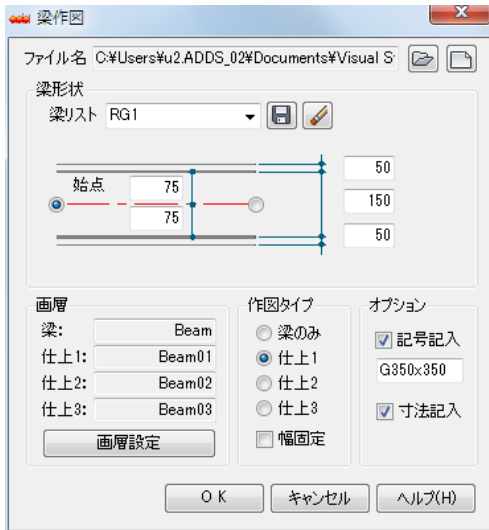 梁作図
ファイル名 C:¥Users¥u2.ADDS_02¥Documents¥Visual S
梁形状
梁リスト RG1
50
始点 75
150
75
50
画層
梁: Beam
仕上1: Beam01
仕上2: Beam02
仕上3: Beam03
画層設定
作図タイプ
梁のみ
仕上1
仕上2
仕上3
幅固定
オプション
記号記入
G350x350
寸法記入
OK
キャンセル
ヘルプ(H)